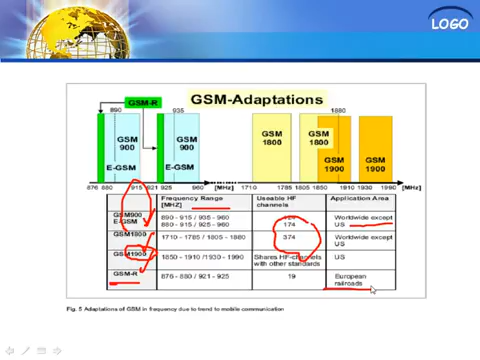 LOGO
GSM-R
GSM-Adaptations
890
935
1880
GSM
900
E-GSM
GSM
900
E-GSM
GSM
1800
GSM
1800
GSM
1900
GSM
1900
876 880 915 921 925 960 [MHz] 1710 1785 1805 1850 1910 1930 1990 [MHz]
Frequency Range
[MHZ]
Useable HF
channels
Application Area
GSM900
E-GSM
890 - 915 / 935 - 960
880 - 915 / 925 - 960
174
Worldwide except
US
GSM1800
1710 - 1785 / 1805 - 1880
374
Worldwide except
US
GSM1900
1850 - 1910 /1930 - 1990
Shares HF-channels
with other standards
US
GSM-R
876 - 880 / 921 - 925
19
European
railroads
Fig. 5 Adaptations of GSM in frequency due to trend to mobile communication